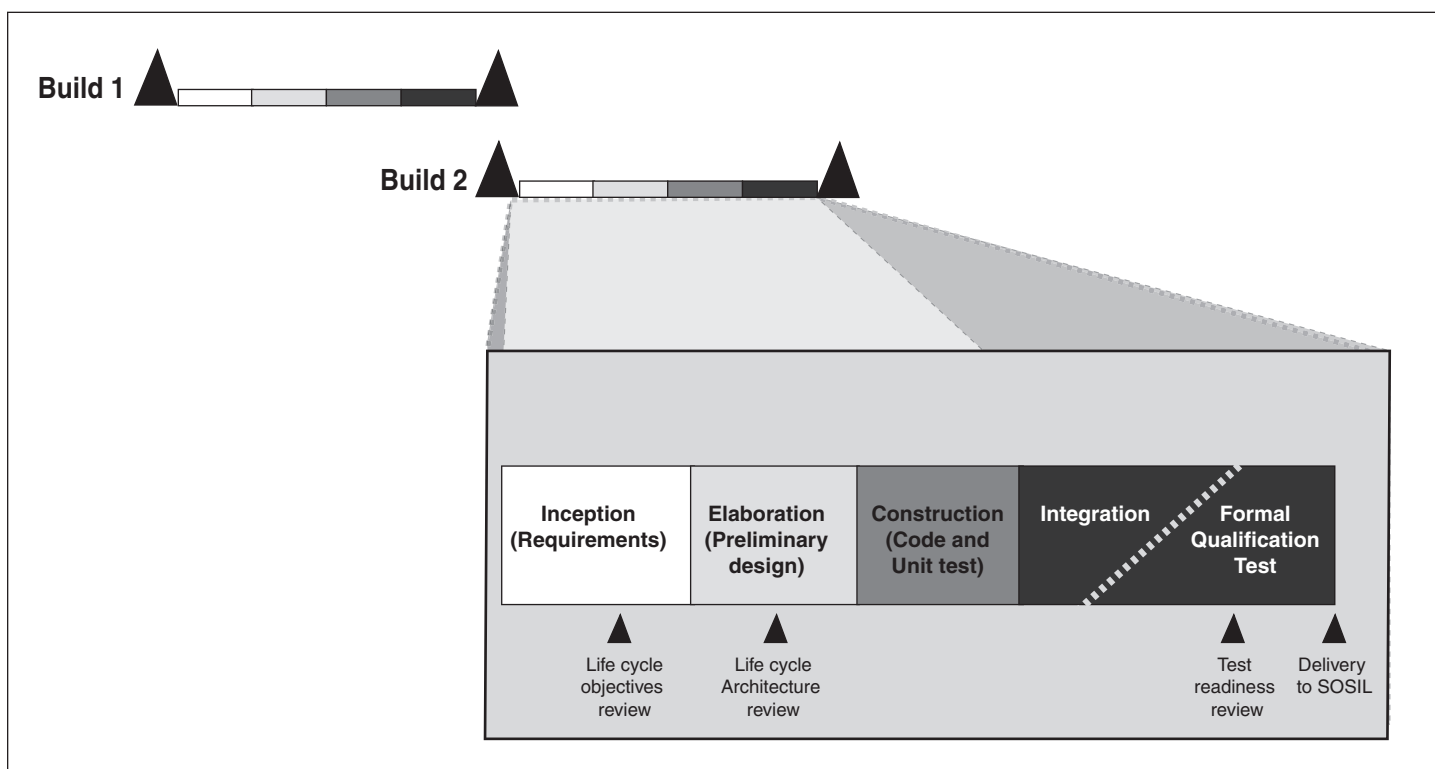 Build 1
Build 2
Inception
(Requirements)
Elaboration
(Preliminary
design)
Construction
(Code and
Unit test)
Integration
Formal
Qualification
Test
Life cycle
objectives
review
Life cycle
Architecture
review
Test
readiness
review
Delivery
to SOSIL